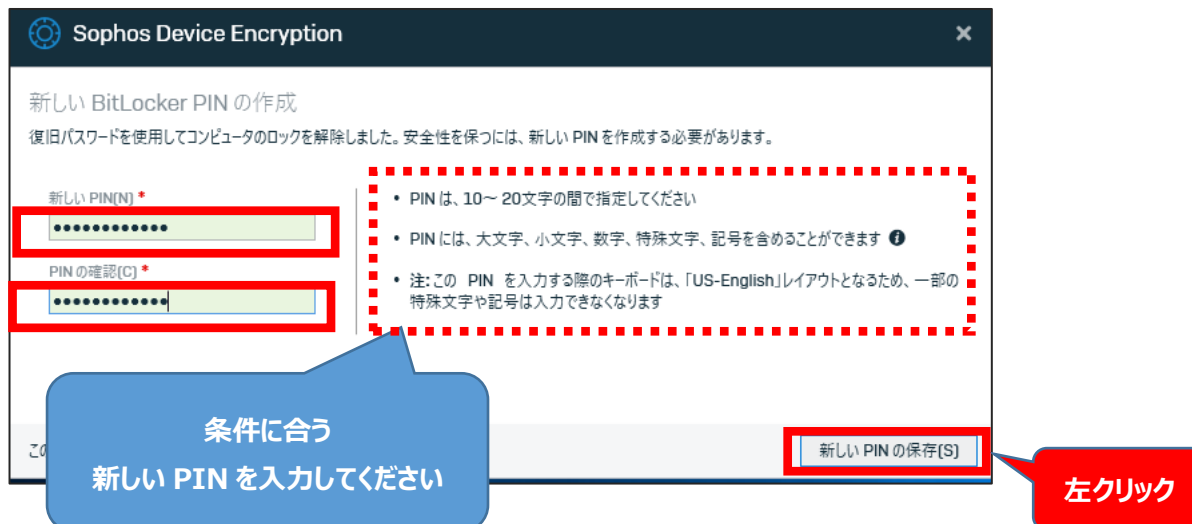 Sophos Device Encryption
新しい BitLocker PIN の作成
復旧パスワードを使用してコンピュータのロックを解除しました。安全性を保つには、新しい PIN を作成する必要があります。
新しい PIN(N) *
••••••••••••
PIN の確認(C) *
••••••••••••
• PIN は、10～ 20文字の間で指定してください
• PIN には、大文字、小文字、数字、特殊文字、記号を含めることができます
• 注: この PIN を入力する際のキーボードは、「US-English」レイアウトとなるため、一部の
特殊文字や記号は入力できなくなります
条件に合う
新しい PIN を入力してください
この
新しい PIN の保存(S)
左クリック